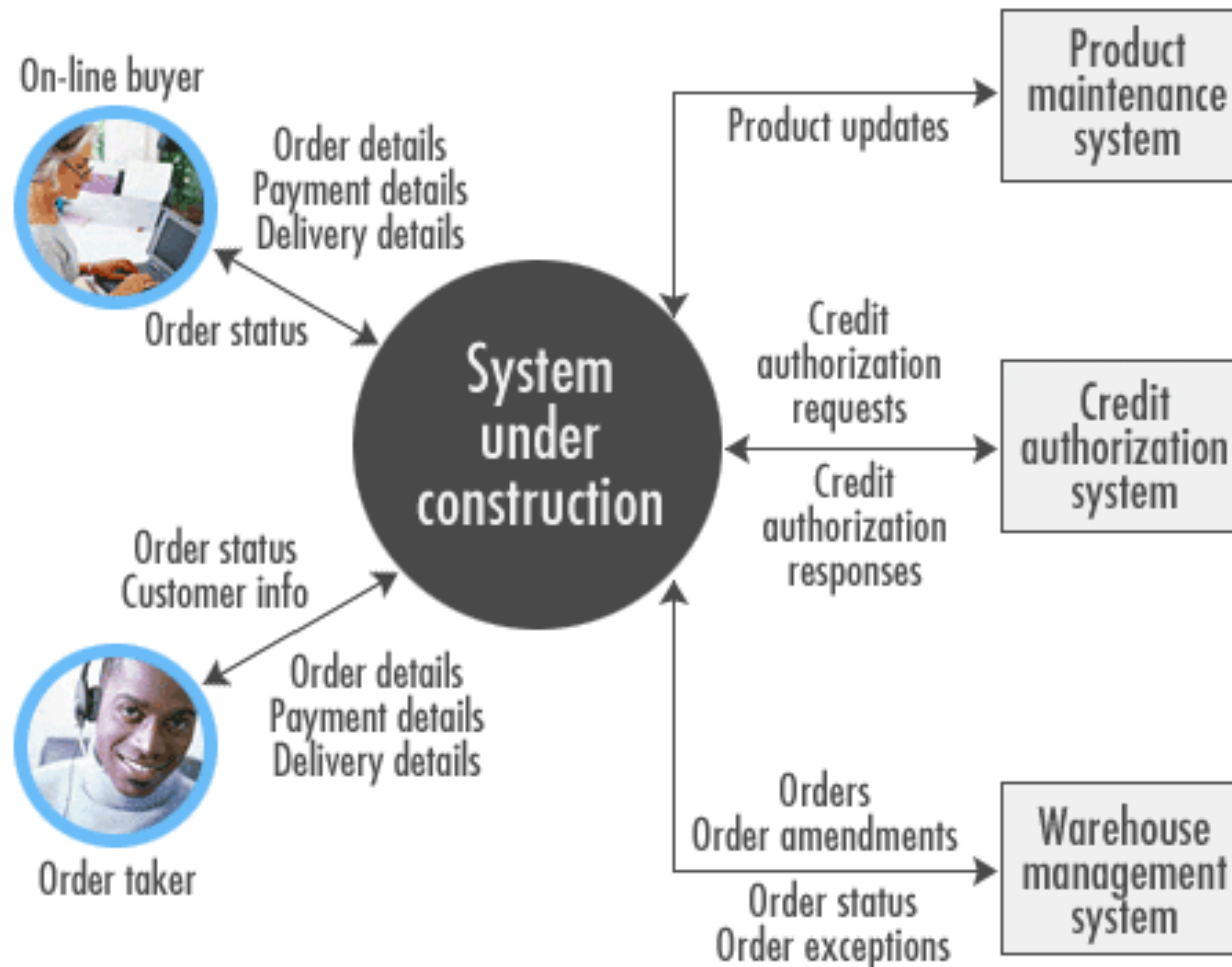 On-line buyer
Order details
Payment details
Delivery details
Order status
System
under
construction
Order status
Customer info
Order details
Payment details
Delivery details
Order taker
Product updates
Product
maintenance
system
Credit
authorization
requests
Credit
authorization
responses
Credit
authorization
system
Orders
Order amendments
Order status
Order exceptions
Warehouse
management
system